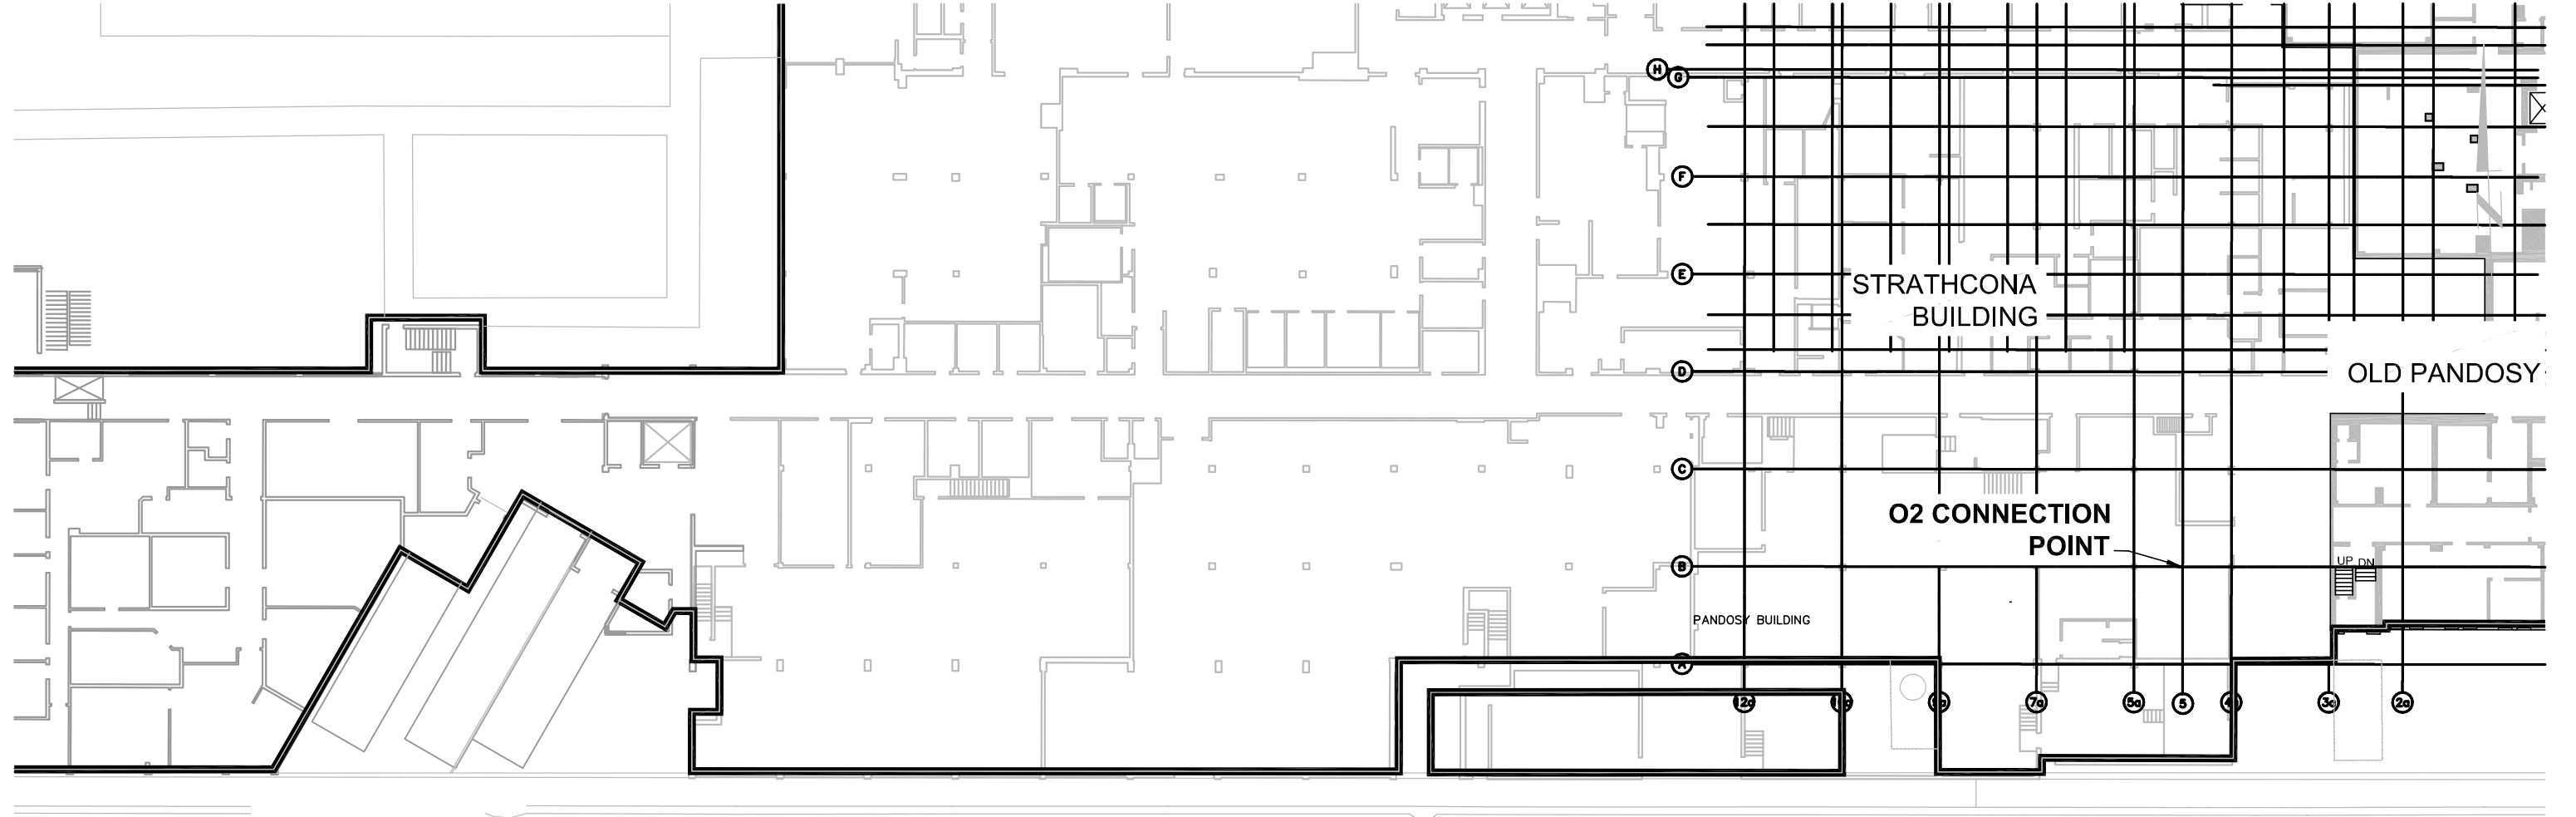 H
G
F
E
STRATHCONA
BUILDING
D
OLD PANDOSY
C
O2 CONNECTION
POINT
B
UP DN
PANDOSY BUILDING
A
12a
7a
5a
5
3a
2a